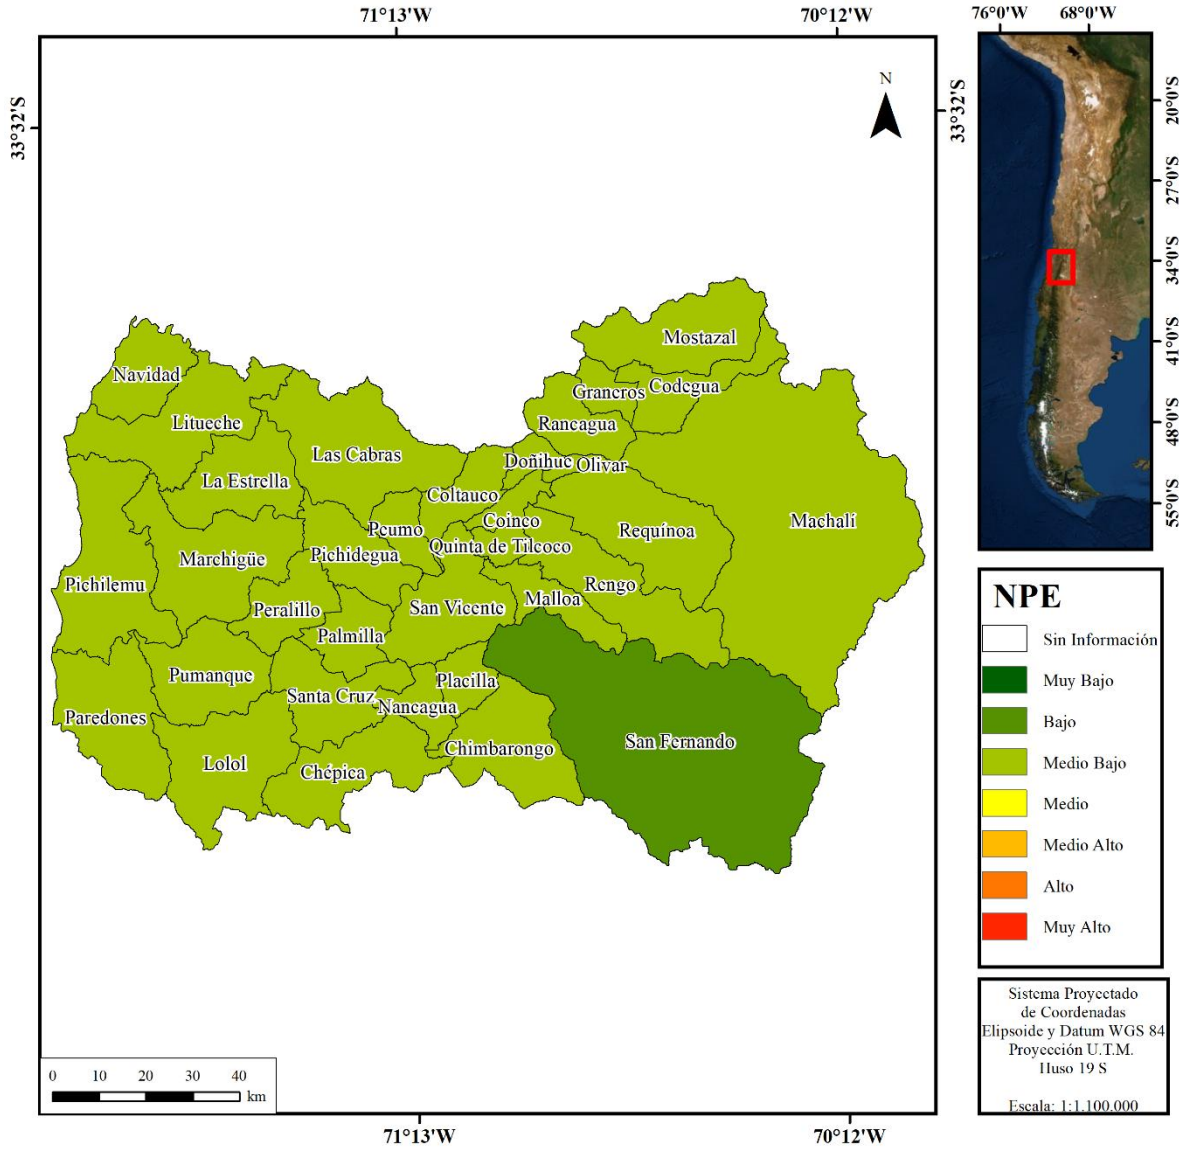 71°13'W
70°12'W
76°0'W
68°0'W
33°32'S
33°32'S
N
20°0'S
27°0'S
34°0'S
41°0'S
48°0'S
55°0'S
Mostazal
Navidad
Graneros
Codegua
Litueche
Rancagua
Las Cabras
Doñihue
Olivar
La Estrella
Coltauco
Machalí
Peumo
Coinco
Requínoa
Marchigüe
Pichidegua
Quinta de Tilcoco
Pichilemu
Rengo
Peralillo
San Vicente
Malloa
Palmilla
Pumanque
Placilla
Santa Cruz
Nancagua
Paredones
San Fernando
Chimbarongo
Lolol
Chépica
NPE
Sin Información
Muy Bajo
Bajo
Medio Bajo
Medio
Medio Alto
Alto
Muy Alto
Sistema Proyectado
de Coordenadas
Elipsoide y Datum WGS 84
Proyección U.T.M.
Huso 19 S
Escala: 1:1.100.000
0 10 20 30 40
km
71°13'W
70°12'W